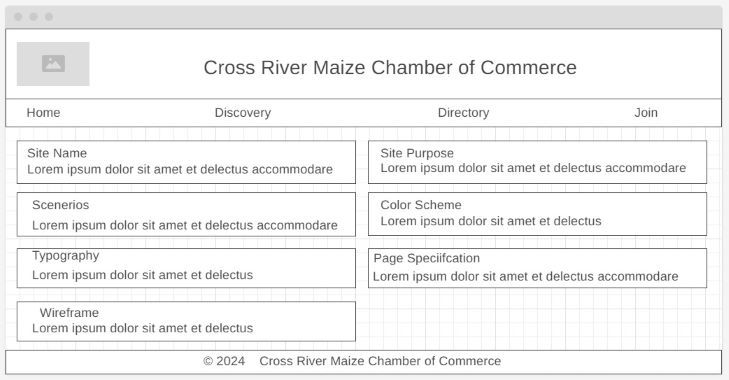 Cross River Maize Chamber of Commerce
Home Discovery Directory Join
Site Name
Lorem ipsum dolor sit amet et delectus accommodare
Site Purpose
Lorem ipsum dolor sit amet et delectus accommodare
Scenerios
Lorem ipsum dolor sit amet et delectus accommodare
Color Scheme
Lorem ipsum dolor sit amet et delectus
Typography
Lorem ipsum dolor sit amet et delectus
Page Speciifcation
Lorem ipsum dolor sit amet et delectus accommodare
Wireframe
Lorem ipsum dolor sit amet et delectus
© 2024 Cross River Maize Chamber of Commerce